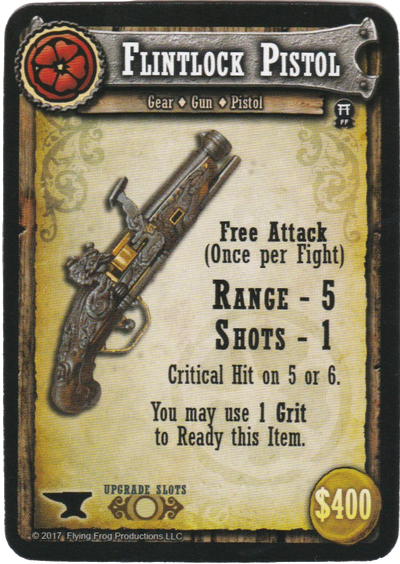 Flintlock Pistol
Gear ♦ Gun ♦ Pistol
FF
Free Attack
(Once per Fight)
Range - 5
Shots - 1
Critical Hit on 5 or 6.
You may use 1 Grit
to Ready this Item.
UPGRADE SLOTS
$400
© 2017 Flying Frog Productions LLC